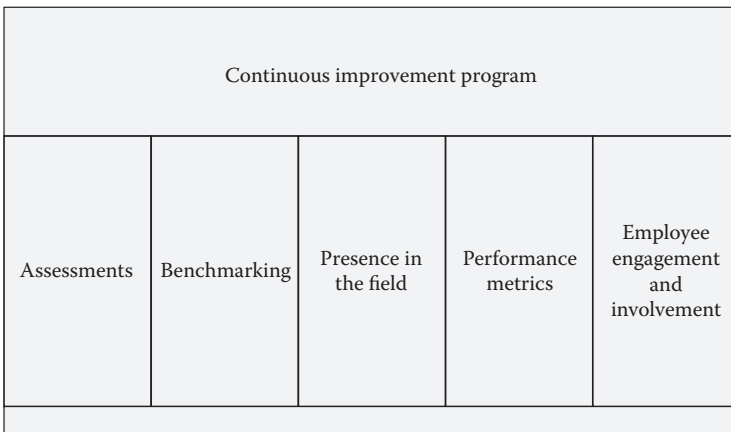 Continuous improvement program
Assessments
Benchmarking
Presence in
the field
Performance
metrics
Employee
engagement
and
involvement